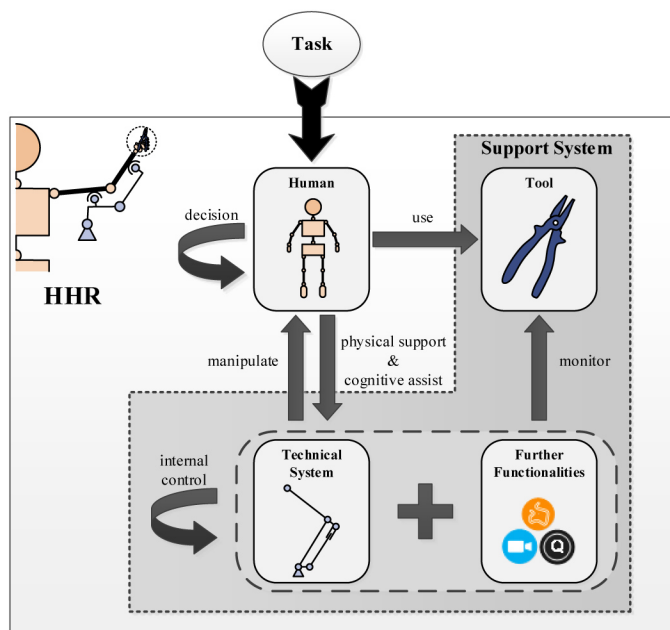 Task
Support System
Human
Tool
decision
use
HHR
manipulate
physical support
&
cognitive assist
monitor
Technical
System
Further
Functionalities
internal
control
Q